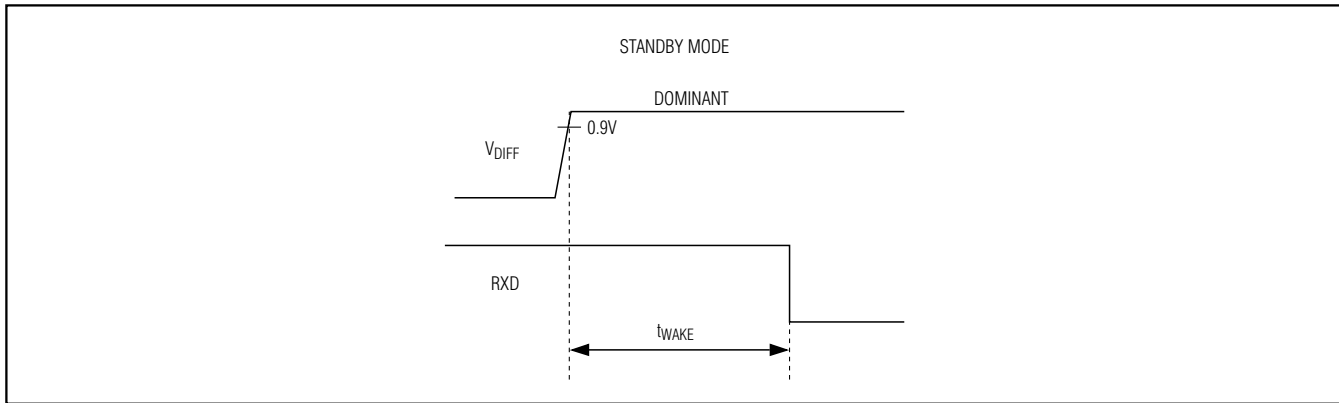 STANDBY MODE
DOMINANT
0.9V
VDIFF
RXD
tWAKE